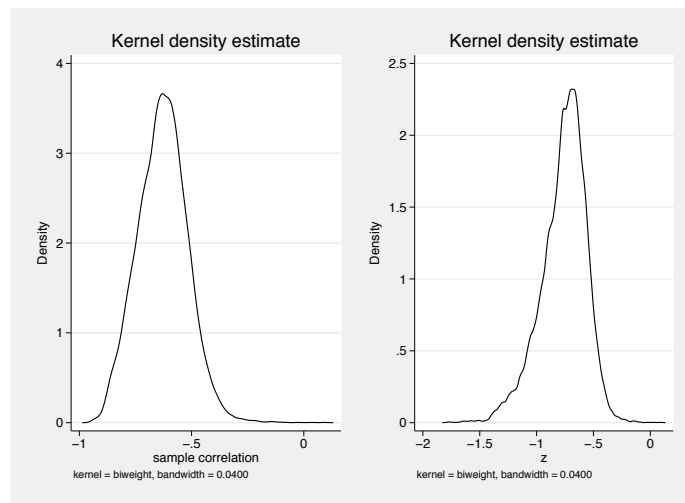 Kernel density estimate
4
3
2
1
0
Density
−1
−.5
0
sample correlation
kernel = biweight, bandwidth = 0.0400
Kernel density estimate
2.5
2
1.5
1
.5
0
Density
−2
−1.5
−1
−.5
0
z
kernel = biweight, bandwidth = 0.0400